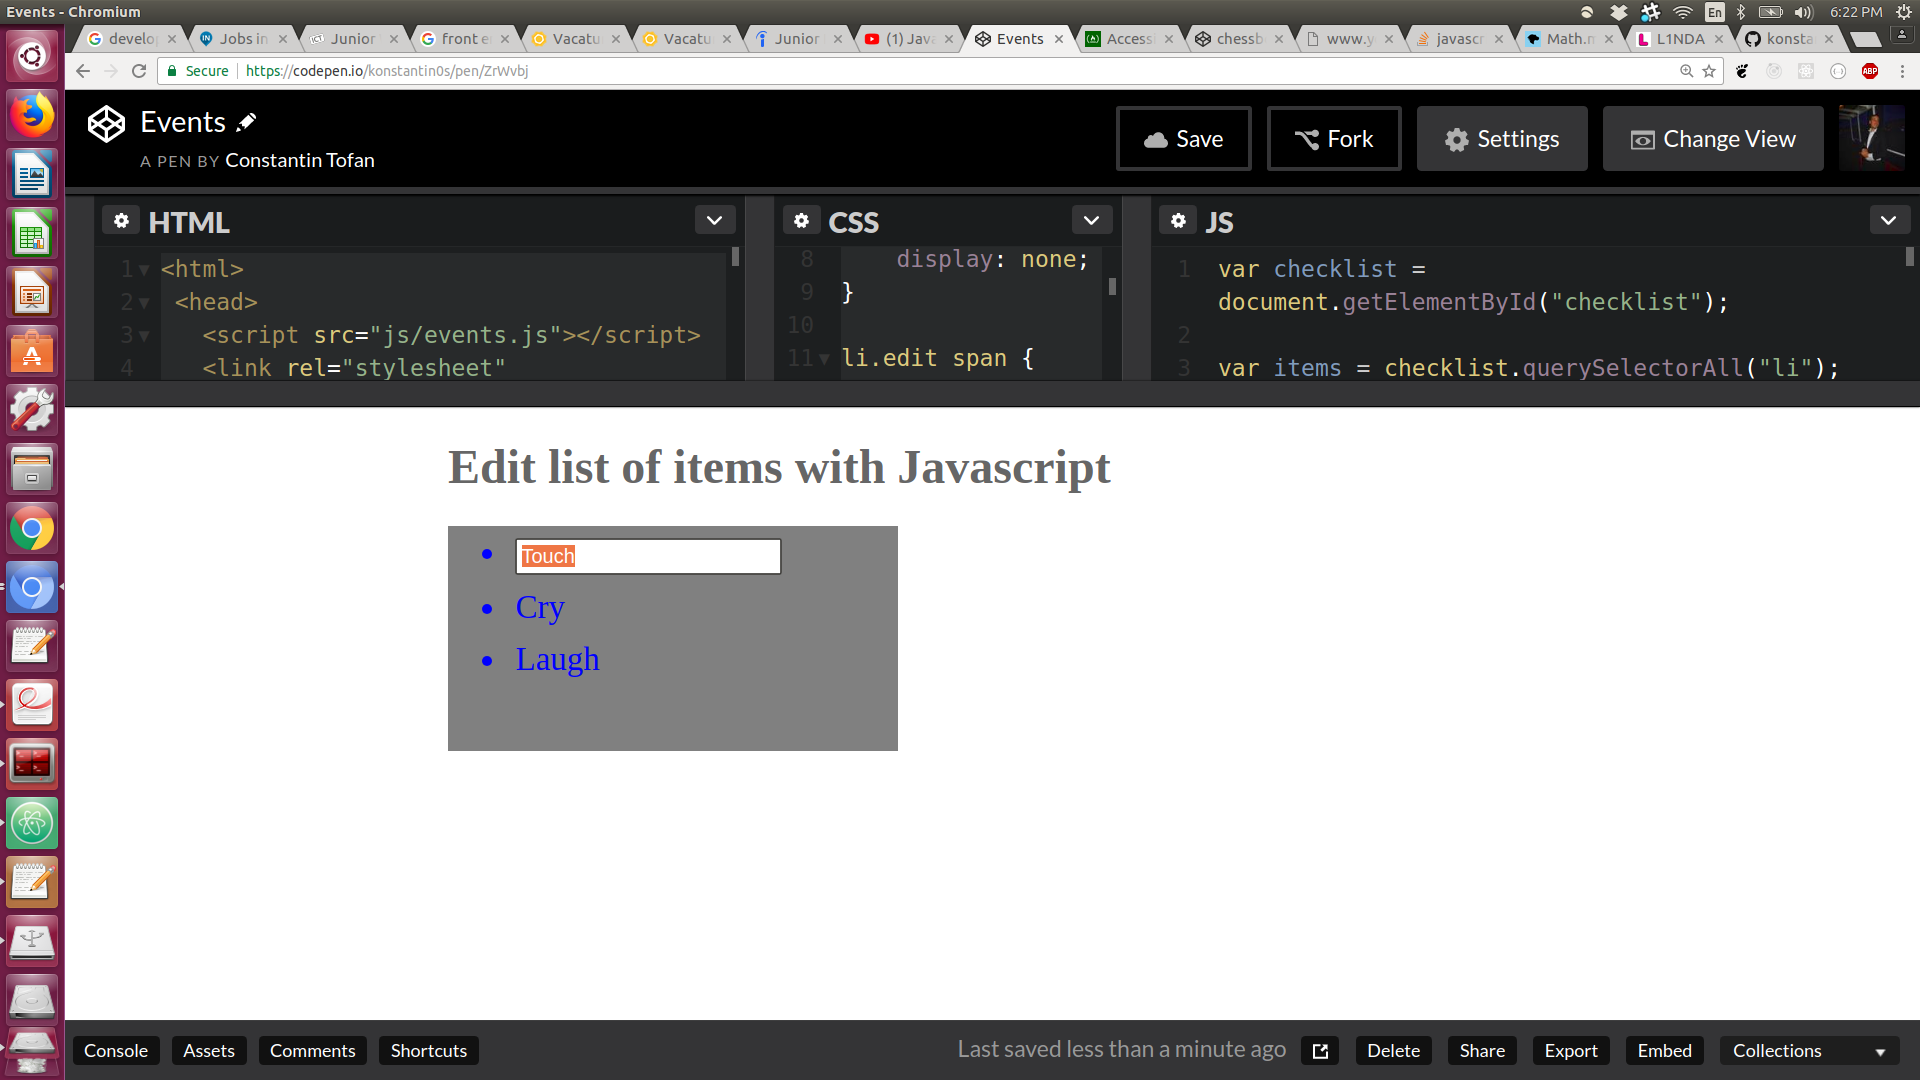 Events - Chromium
En
6:22 PM
develo
Jobs in
Junior
front e
Vacatu
Vacatu
Junior
(1) Java
Events
Access
chessb
www.y
javascr
Math.m
L1NDA
konsta
Secure
https://codepen.io/konstantin0s/pen/ZrWvbj
ABP
Events
A PEN BY Constantin Tofan
Save
Fork
Settings
Change View
HTML
1 <html>
2 <head>
3 <script src="js/events.js"></script>
4 <link rel="stylesheet"
CSS
8 display: none;
9 }
10
11 li.edit span {
JS
1 var checklist =
document.getElementById("checklist");
2
3 var items = checklist.querySelectorAll("li");
Edit list of items with Javascript
Touch
Cry
Laugh
Console
Assets
Comments
Shortcuts
Last saved less than a minute ago
Delete
Share
Export
Embed
Collections